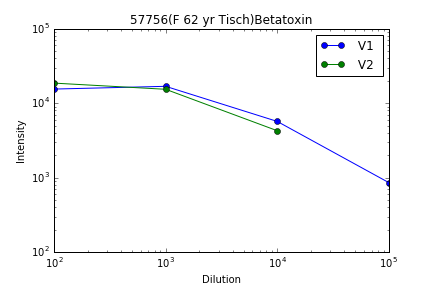 57756(F 62 yr Tisch)Betatoxin
10^5
10^4
10^3
10^2
Intensity
V1
V2
10^2 10^3 10^4 10^5
Dilution